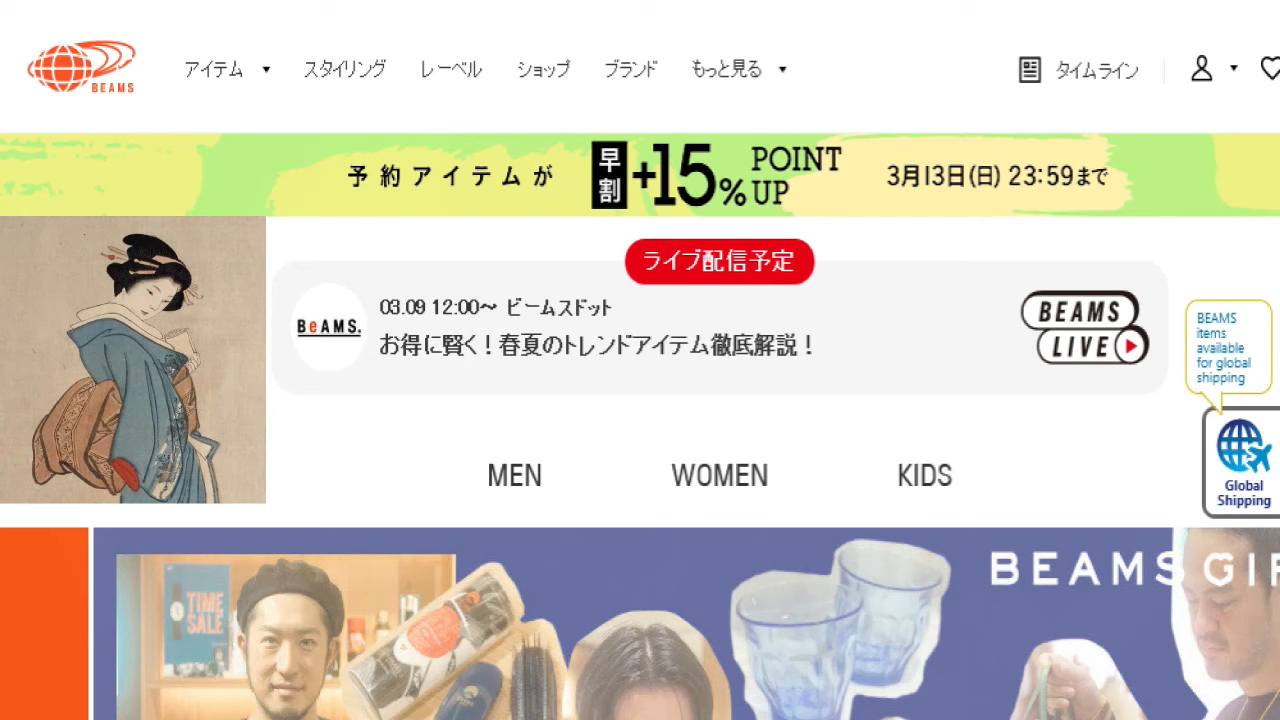 BEAMS
アイテム
スタイリング
レーベル
ショップ
ブランド
もっと見る
タイムライン
予約アイテムが
早割
+15%
POINT UP
3月13日(日) 23:59まで
ライブ配信予定
BeAMS.
03.09 12:00〜 ビームスドット
お得に賢く！春夏のトレンドアイテム徹底解説！
BEAMS
LIVE
BEAMS
items
available
for global
shipping
Global
Shipping
MEN
WOMEN
KIDS
TIME
SALE
BEAMS